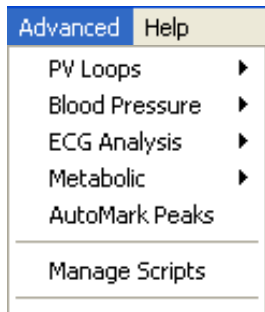 Advanced Help
PV Loops
Blood Pressure
ECG Analysis
Metabolic
AutoMark Peaks
Manage Scripts